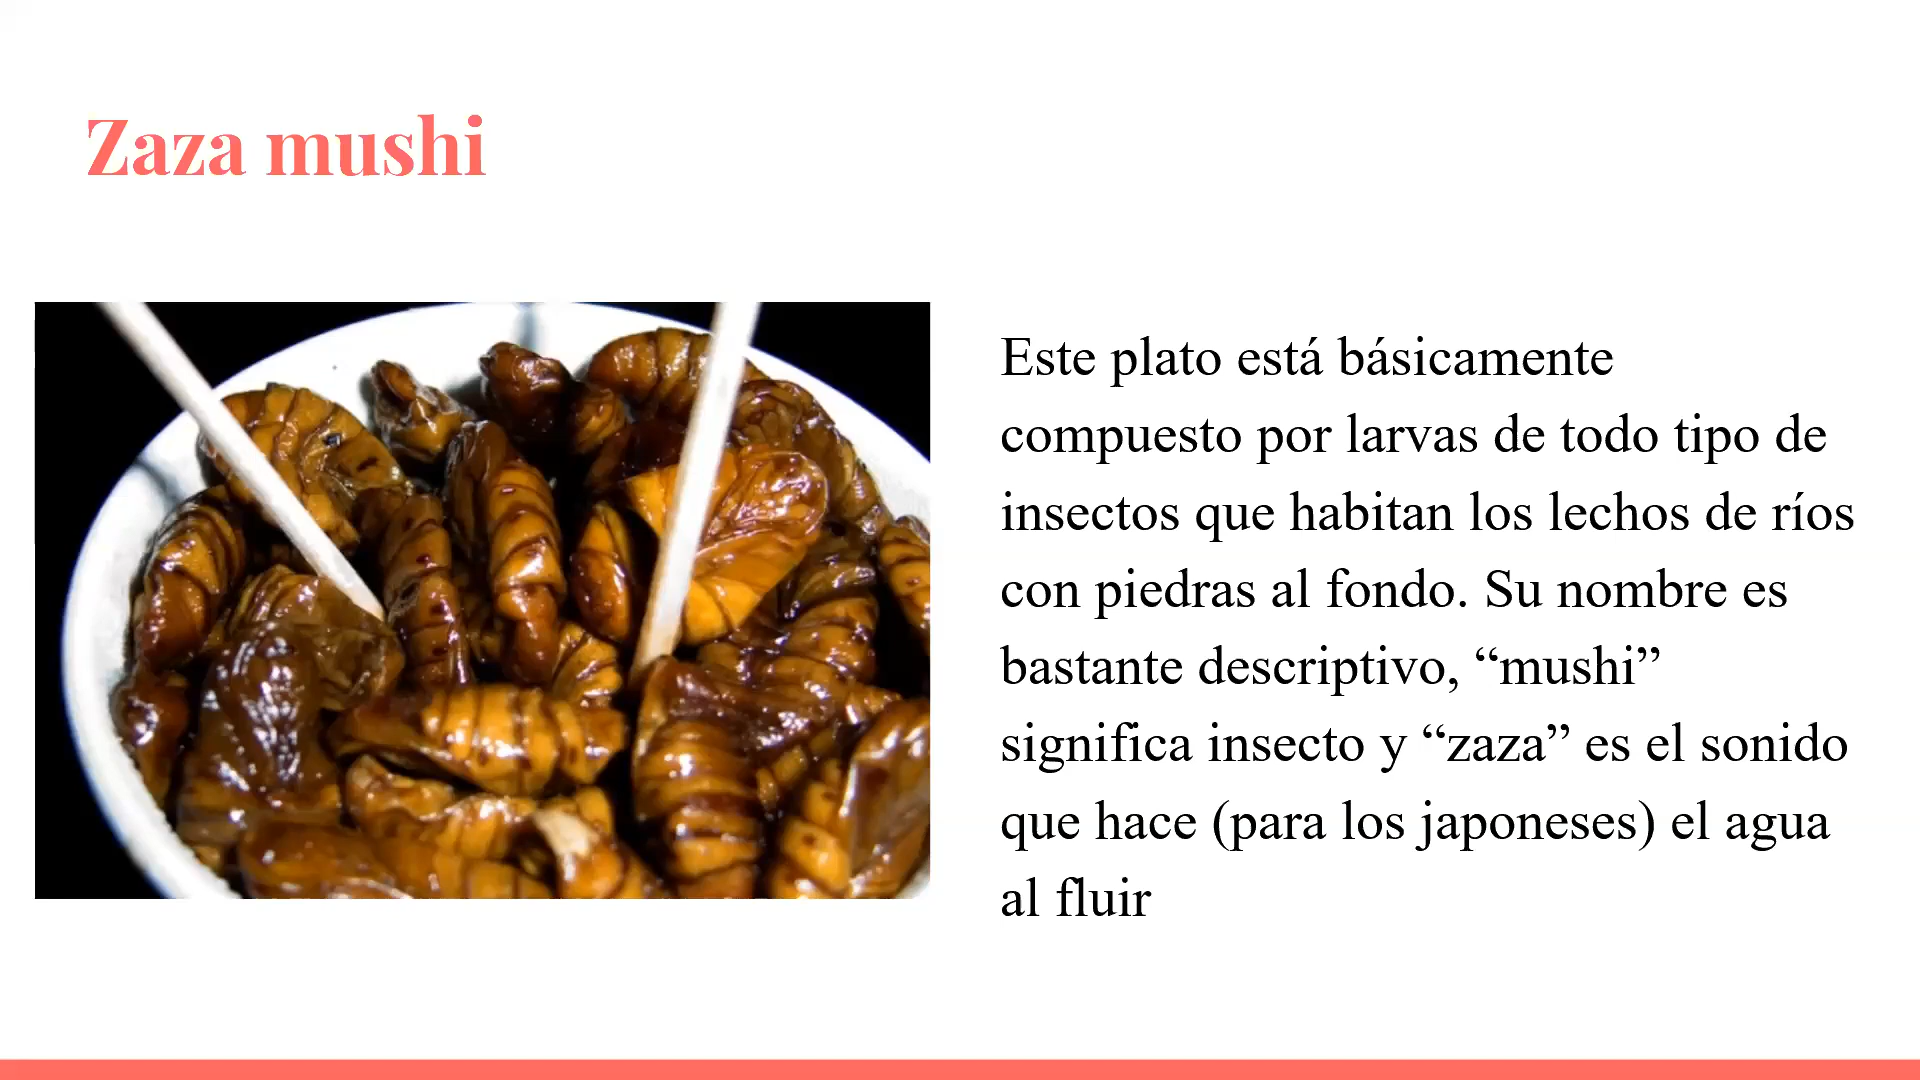 Zaza mushi
Este plato está básicamente
compuesto por larvas de todo tipo de
insectos que habitan los lechos de ríos
con piedras al fondo. Su nombre es
bastante descriptivo, “mushi”
significa insecto y “zaza” es el sonido
que hace (para los japoneses) el agua
al fluir